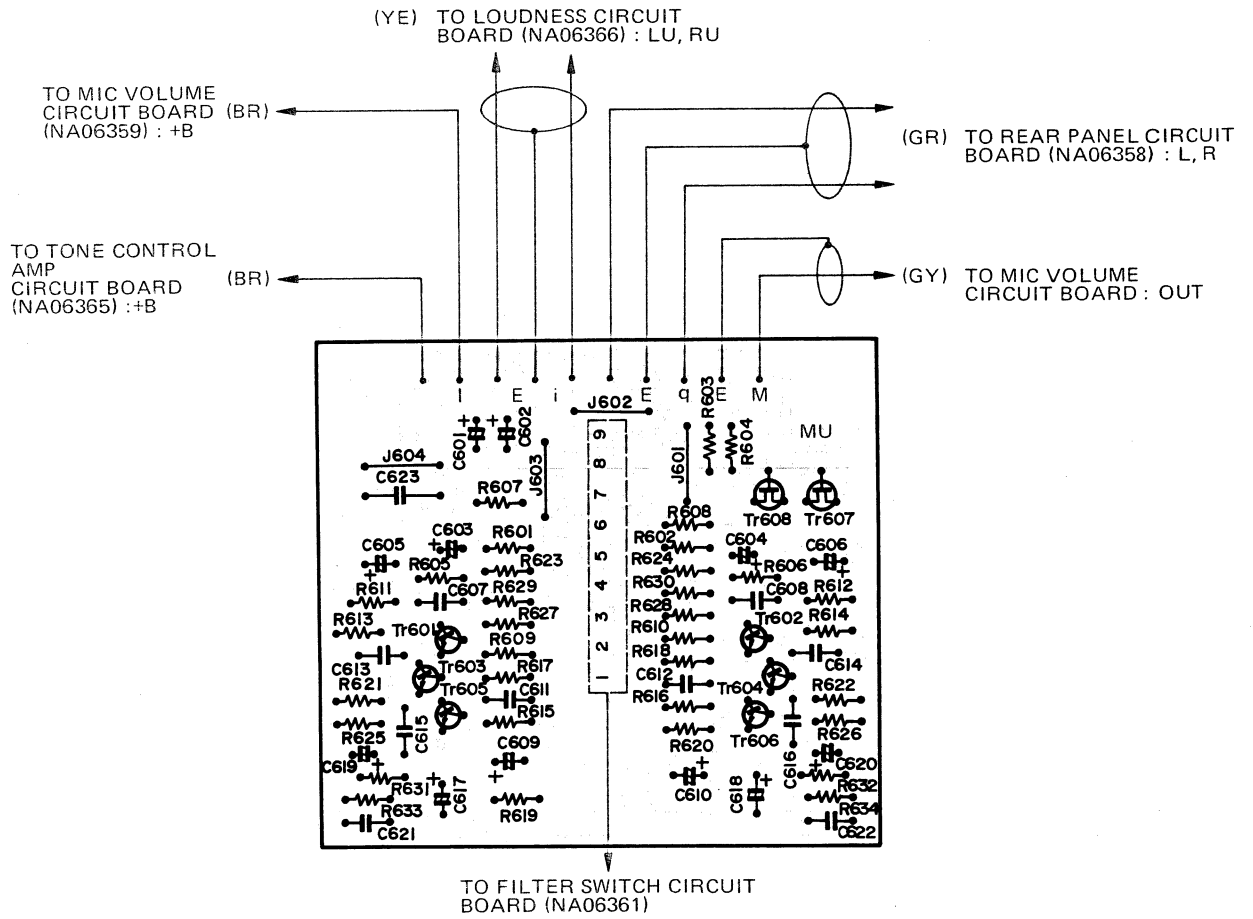 (YE) TO LOUDNESS CIRCUIT
BOARD (NA06366) : LU, RU
TO MIC VOLUME
CIRCUIT BOARD (BR)
(NA06359) : +B
(GR) TO REAR PANEL CIRCUIT
BOARD (NA06358) : L, R
TO TONE CONTROL
AMP
CIRCUIT BOARD (BR)
(NA06365) :+B
(GY) TO MIC VOLUME
CIRCUIT BOARD : OUT
I E i E q E M
MU
J602
R603
R604
C601
C602
J603
J601
J604
C623
R607
9
8
7
6
5
4
3
2
1
Tr608
Tr607
R608
C603
R601
R602
C604
C606
C605
R605
R623
R624
R606
R611
C607
R629
R630
C608
R612
R613
R627
R628
Tr602
R614
Tr601
R609
R610
C613
Tr603
R617
R618
C614
C612
R621
Tr605
C611
R616
Tr604
R622
R615
R625
C615
R620
Tr606
C616
R626
C619
C609
C620
R631
C617
C610
C618
R632
R633
R619
R634
C621
C622
TO FILTER SWITCH CIRCUIT
BOARD (NA06361)